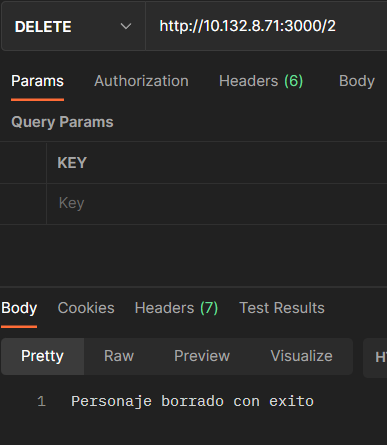 DELETE http://10.132.8.71:3000/2
Params Authorization Headers (6) Body
Query Params
KEY
Key
Body Cookies Headers (7) Test Results
Pretty Raw Preview Visualize
1 Personaje borrado con exito